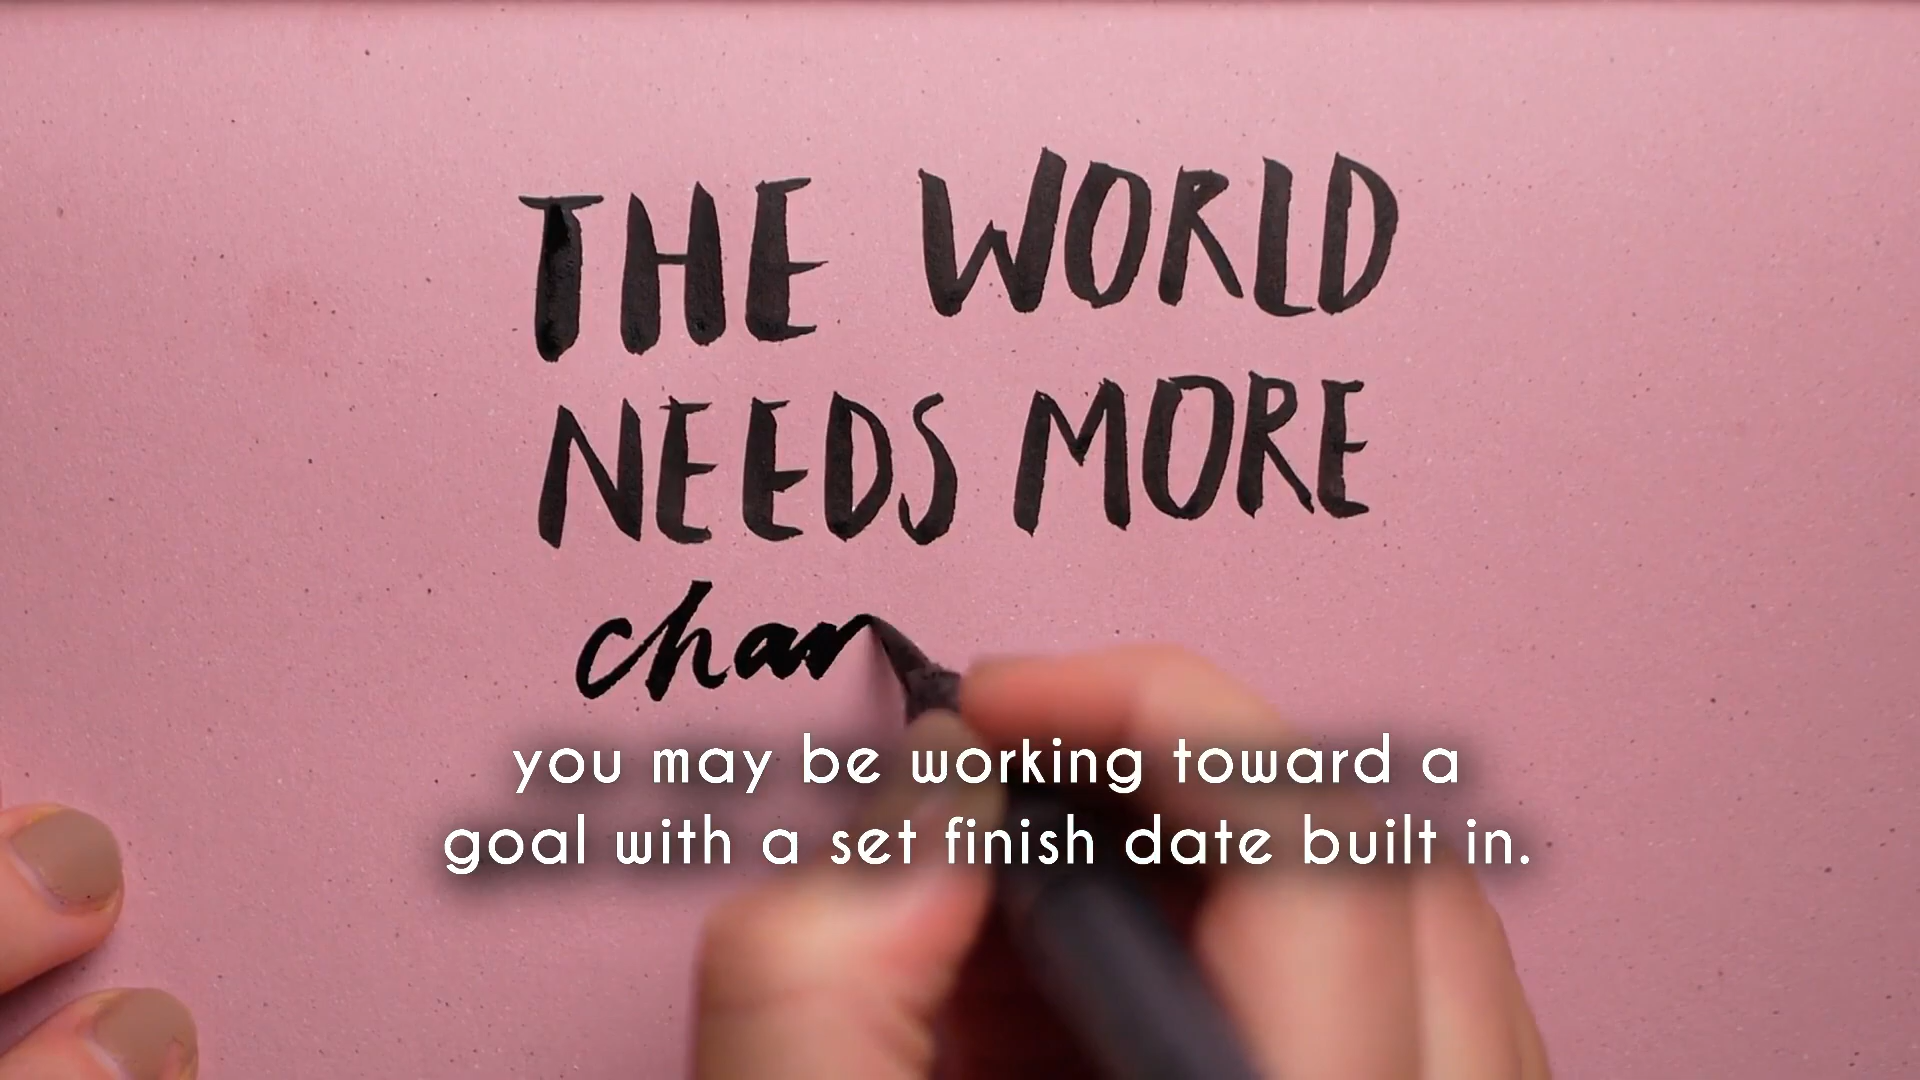 THE WORLD
NEEDS MORE
char
you may be working toward a
goal with a set finish date built in.